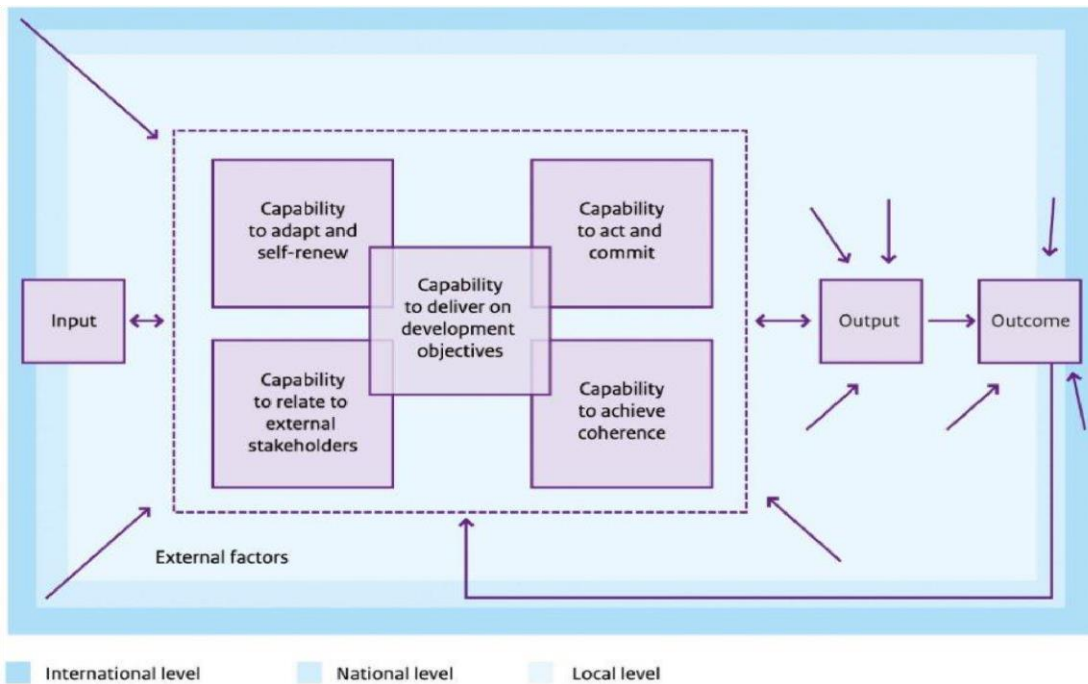 Capability
to adapt and
self-renew
Capability
to act and
commit
Capability
to deliver on
development
objectives
Input
Output
Outcome
Capability
to relate to
external
stakeholders
Capability
to achieve
coherence
External factors
International level
National level
Local level